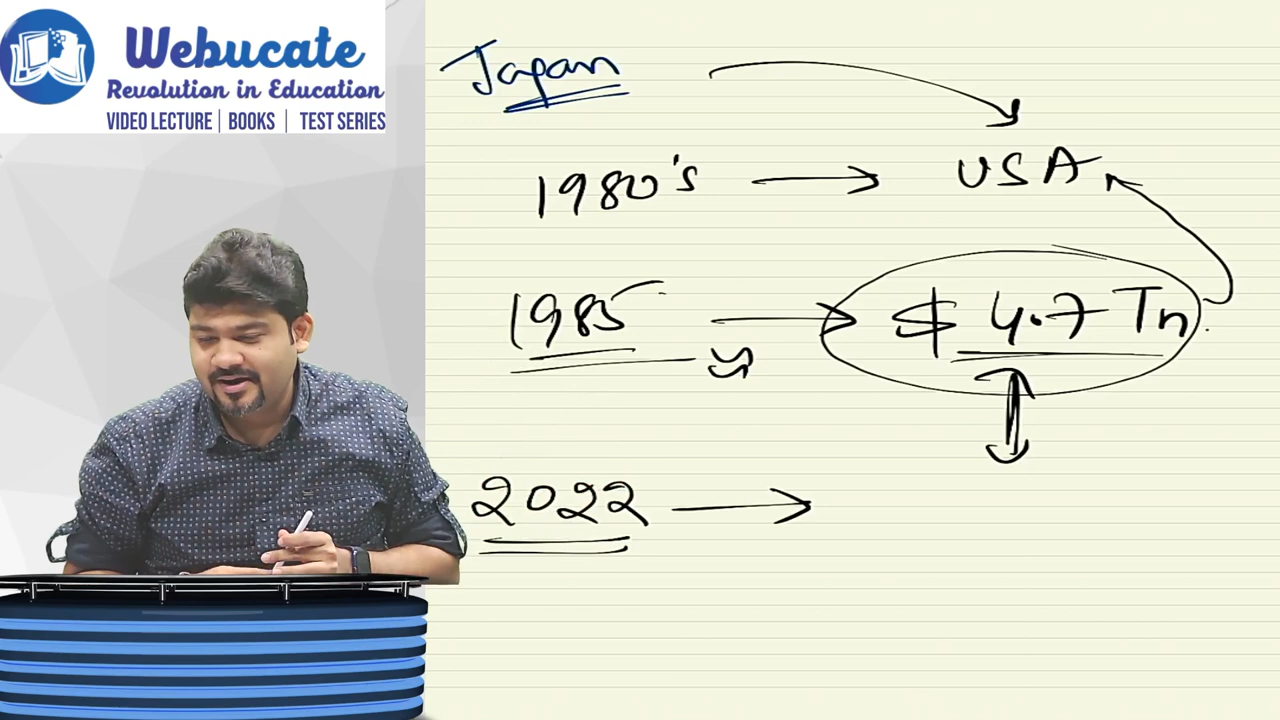 Webucate
Revolution in Education
VIDEO LECTURE | BOOKS | TEST SERIES
Japan
1980's → USA
1985 → $ 4.7 Tn
2022 →